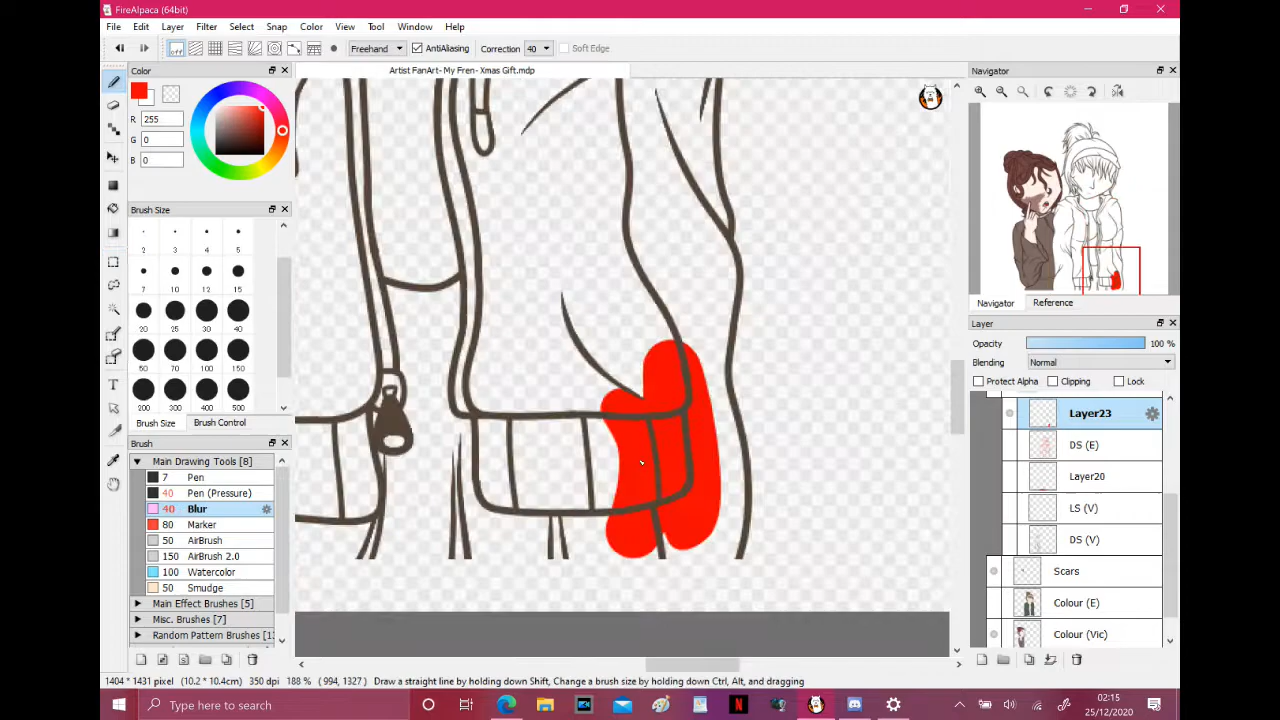 FireAlpaca (64bit)
File Edit Layer Filter Select Snap Color View Tool Window Help
Freehand AntiAliasing Correction 40 Soft Edge
Color
Artist FanArt- My Fren- Xmas Gift.mdp
Navigator
R 255
G 0
B 0
Brush Size
2 3 4 5
7 10 12 15
20 25 30 40
50 70 100 150
200 300 400 500
Brush Size Brush Control
Brush
Main Drawing Tools [8]
7 Pen
40 Pen (Pressure)
40 Blur
80 Marker
50 AirBrush
150 AirBrush 2.0
100 Watercolor
50 Smudge
Main Effect Brushes [5]
Misc. Brushes [7]
Random Pattern Brushes [1
Navigator Reference
Layer
Opacity 100 %
Blending Normal
Protect Alpha Clipping Lock
Layer23
DS (E)
Layer20
LS (V)
DS (V)
Scars
Colour (E)
Colour (Vic)
1404 * 1431 pixel (10.2 * 10.4cm) 350 dpi 188 % (994, 1327) Draw a straight line by holding down Shift, Change a brush size by holding down Ctrl, Alt, and dragging
Type here to search
02:15
25/12/2020